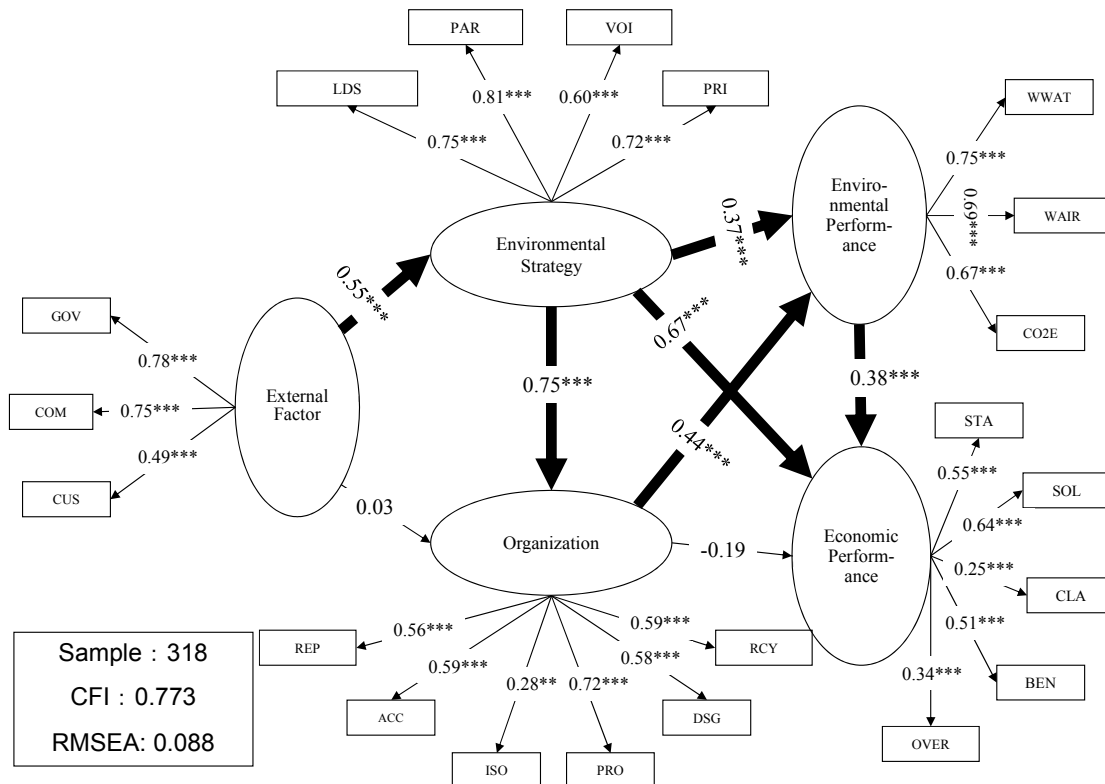 PAR
VOI
LDS
PRI
WWAT
0.81***
0.60***
0.75***
0.72***
0.75***
Enviro-
nmental
Perform-
ance
0.69***
WAIR
0.37***
Environmental
Strategy
0.67***
0.55***
GOV
CO2E
0.78***
0.67***
0.75***
0.38***
External
Factor
COM
0.75***
STA
0.44***
0.49***
0.55***
CUS
SOL
0.03
0.64***
Organization
-0.19
Economic
Perform-
ance
0.25***
CLA
0.56***
0.59***
0.51***
REP
RCY
0.59***
0.58***
0.34***
BEN
0.28**
0.72***
ACC
DSG
OVER
ISO
PRO
Sample : 318
CFI : 0.773
RMSEA: 0.088